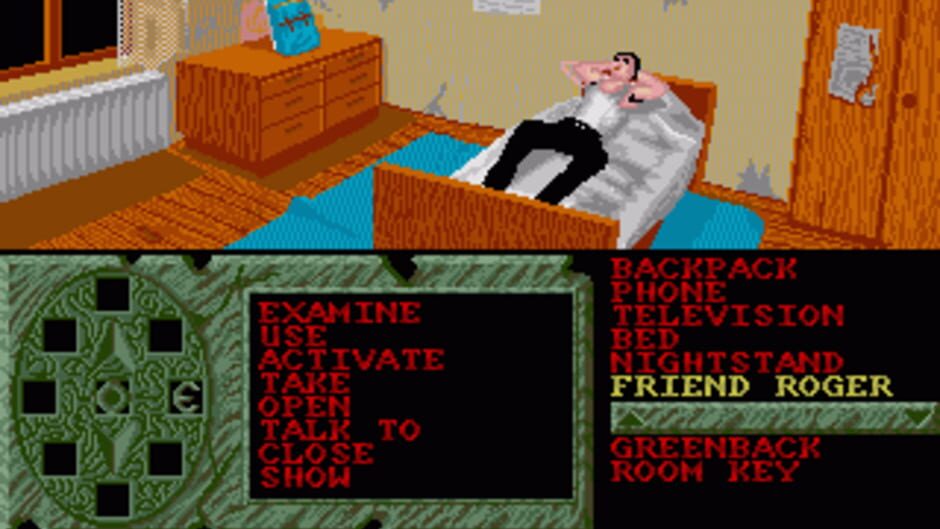 EXAMINE
USE
ACTIVATE
TAKE
OPEN
TALK TO
CLOSE
SHOW
BACKPACK
PHONE
TELEVISION
BED
NIGHTSTAND
FRIEND ROGER
GREENBACK
ROOM KEY
E